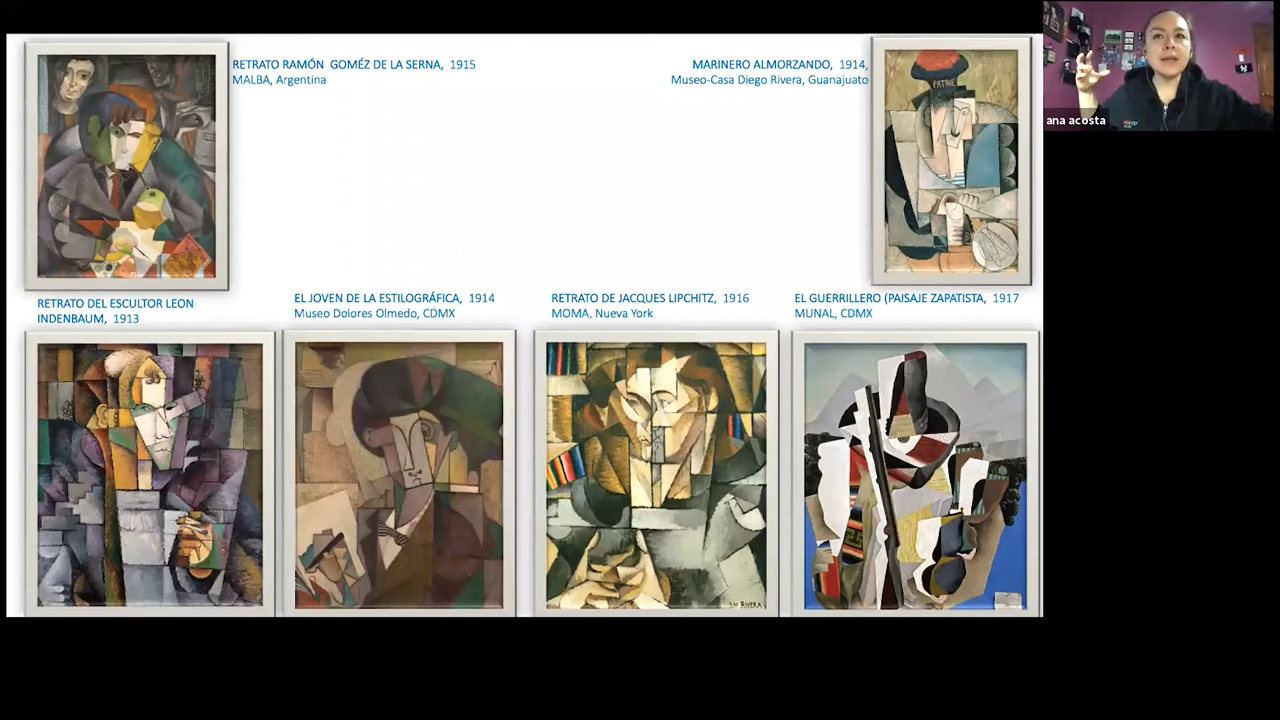 RETRATO RAMÓN GOMÉZ DE LA SERNA, 1915
MALBA, Argentina
MARINERO ALMORZANDO, 1914,
Museo-Casa Diego Rivera, Guanajuato
PATRIE
ana acosta
RETRATO DEL ESCULTOR LEON
INDENBAUM, 1913
EL JOVEN DE LA ESTILOGRÁFICA, 1914
Museo Dolores Olmedo, CDMX
RETRATO DE JACQUES LIPCHITZ, 1916
MOMA, Nueva York
EL GUERRILLERO (PAISAJE ZAPATISTA, 1917
MUNAL, CDMX
RIVERA